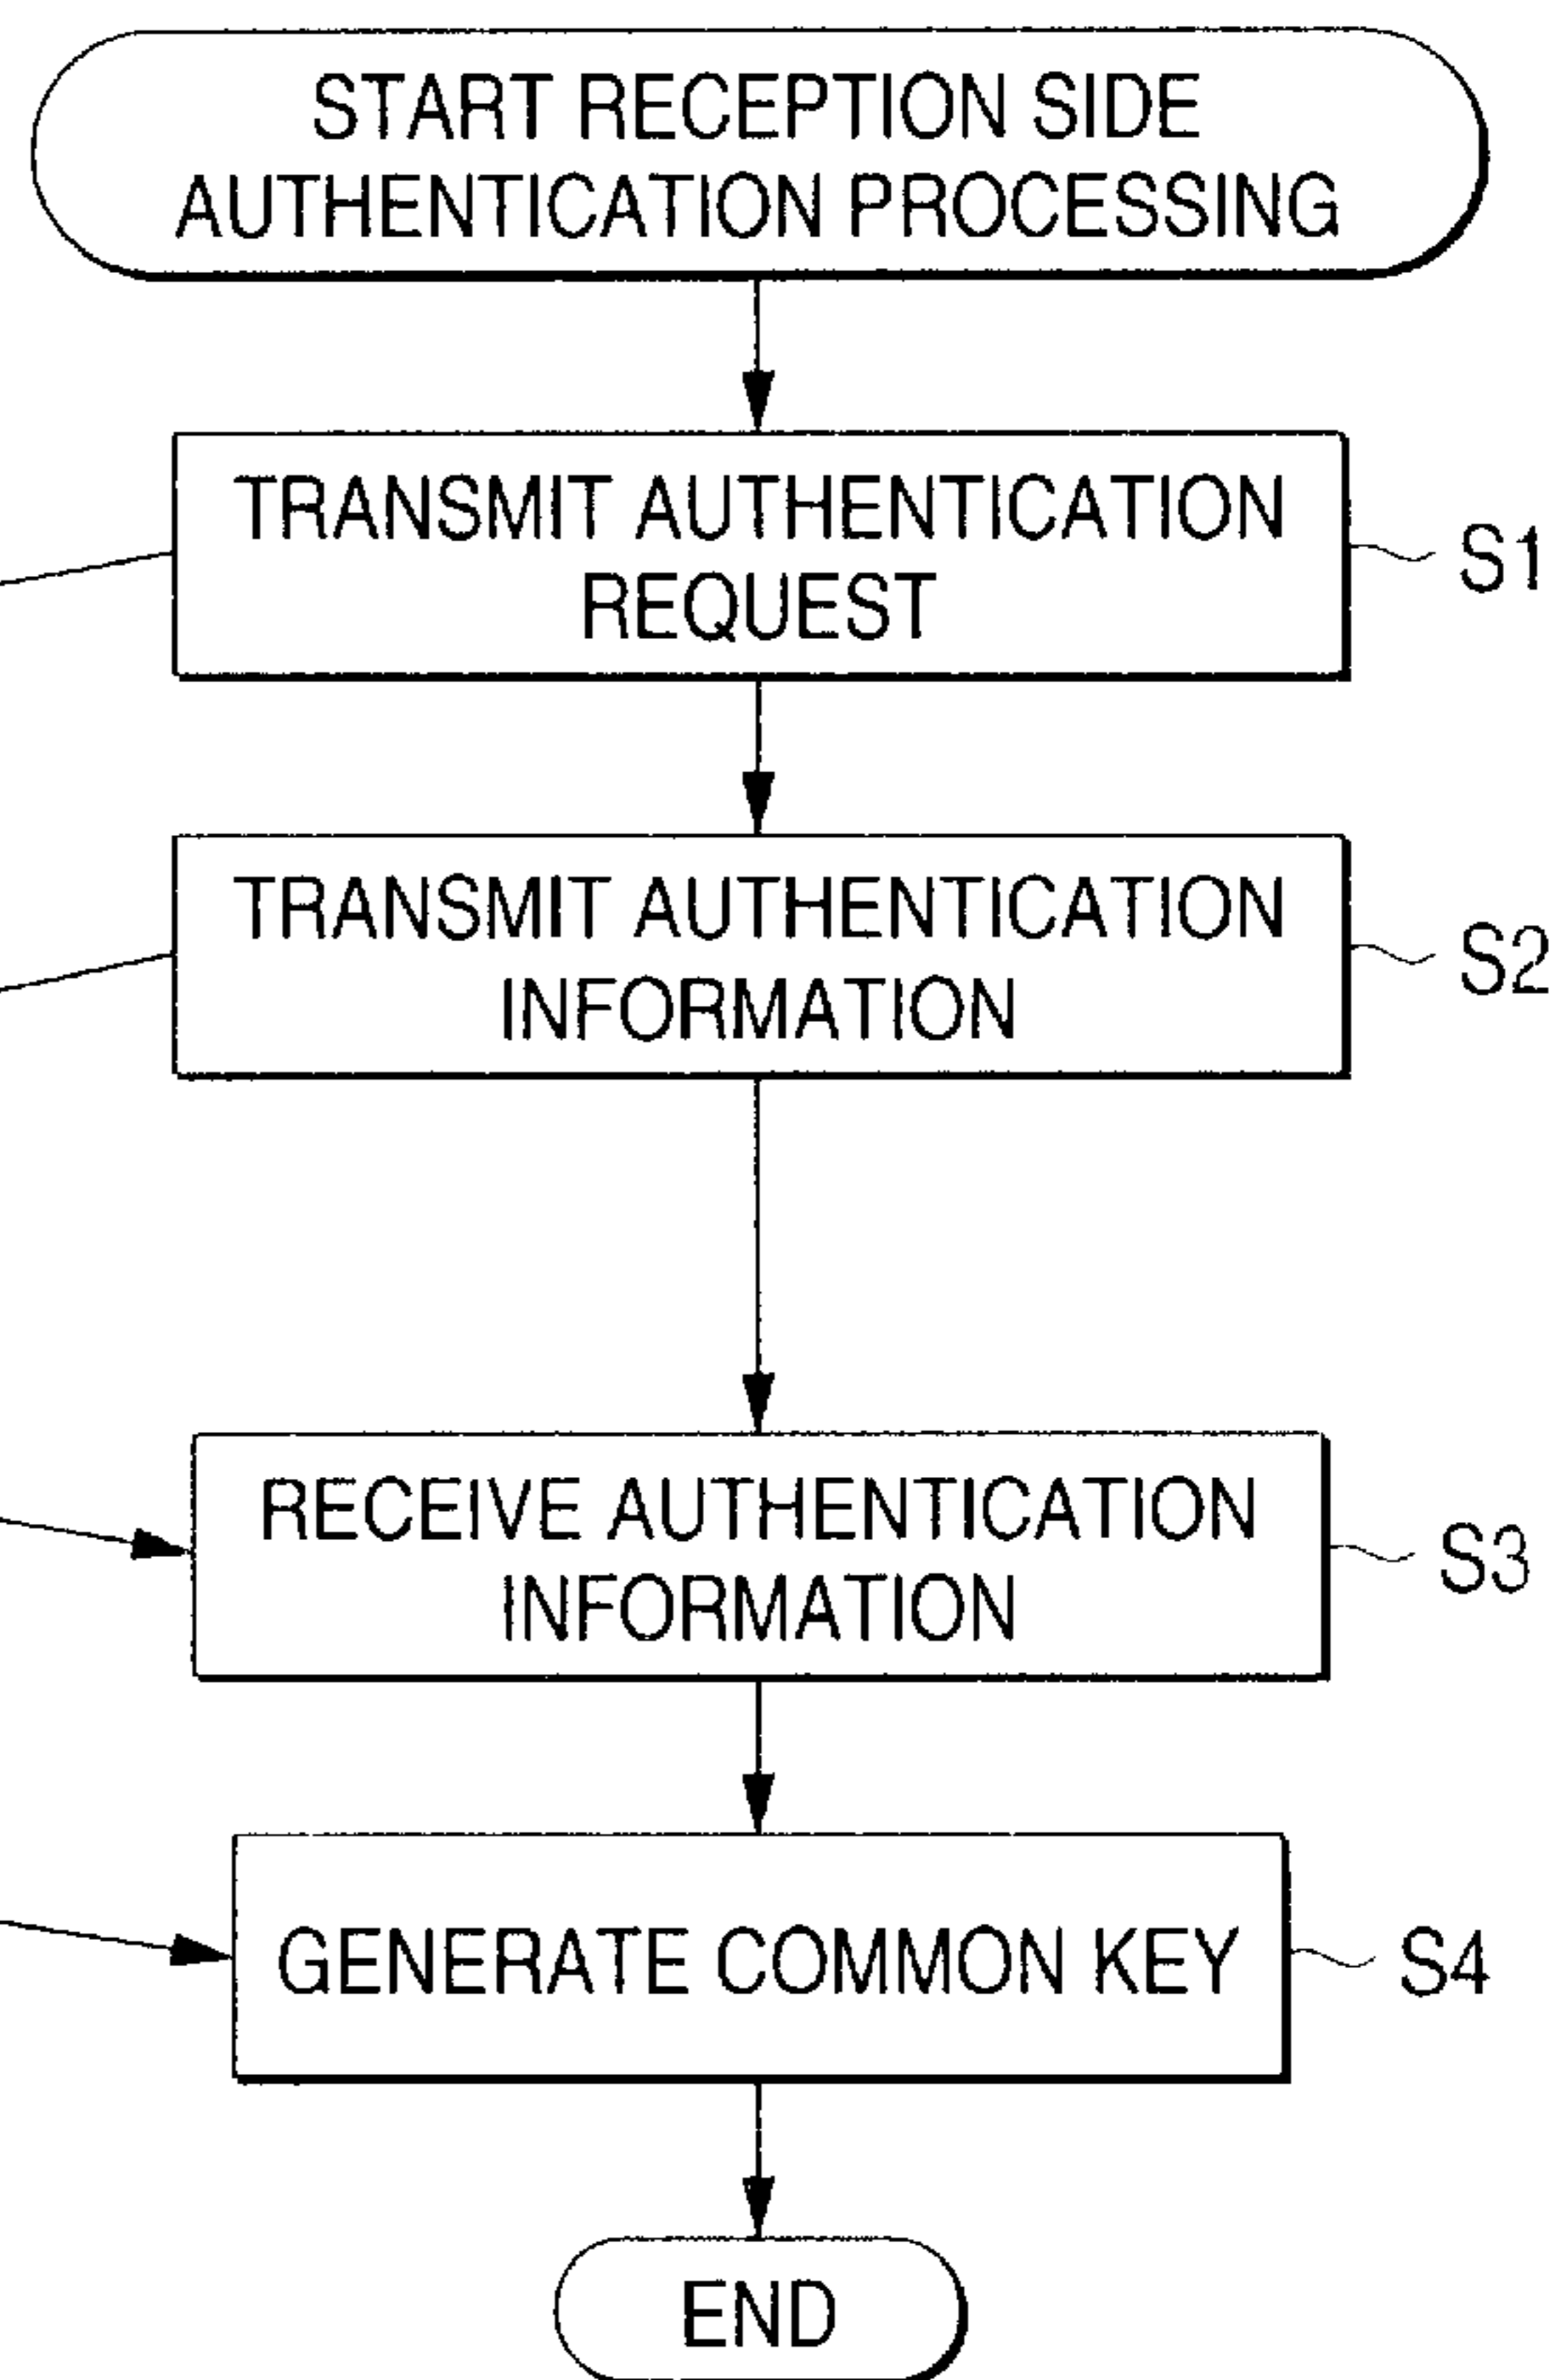 START RECEPTION SIDE
AUTHENTICATION PROCESSING
TRANSMIT AUTHENTICATION
REQUEST
S1
TRANSMIT AUTHENTICATION
INFORMATION
S2
RECEIVE AUTHENTICATION
INFORMATION
S3
GENERATE COMMON KEY
S4
END